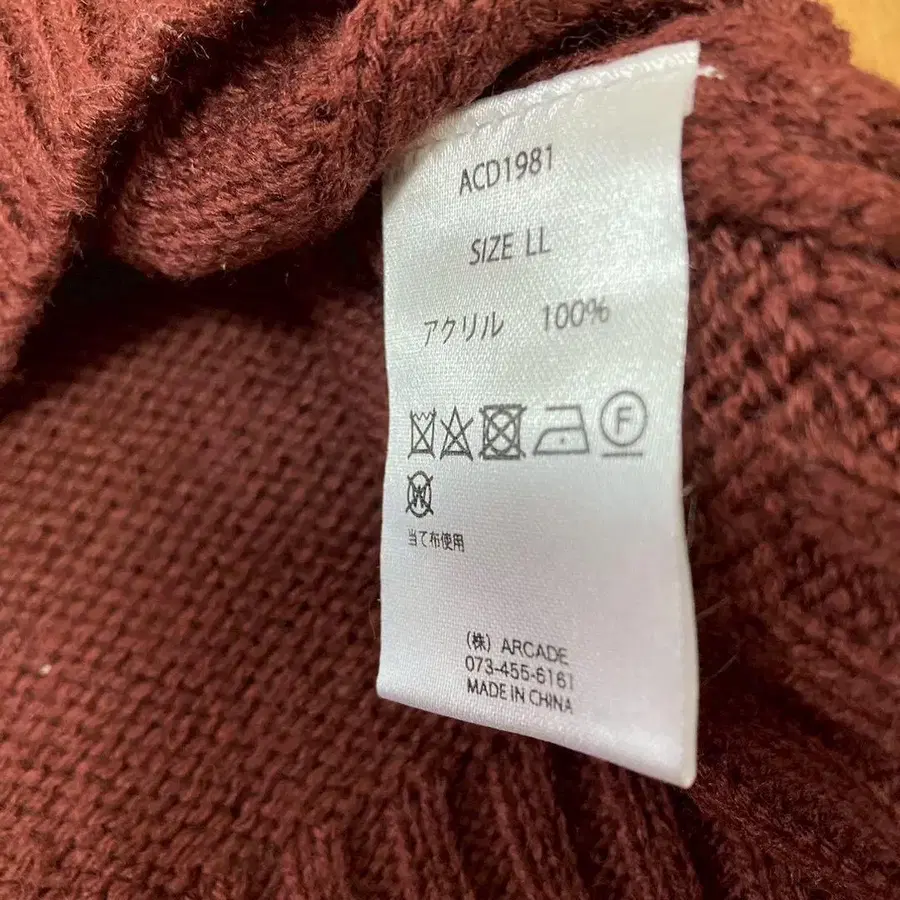 ACD1981
SIZE LL
アクリル 100%
F
W
当て布使用
(株) ARCADE
073-455-6161
MADE IN CHINA